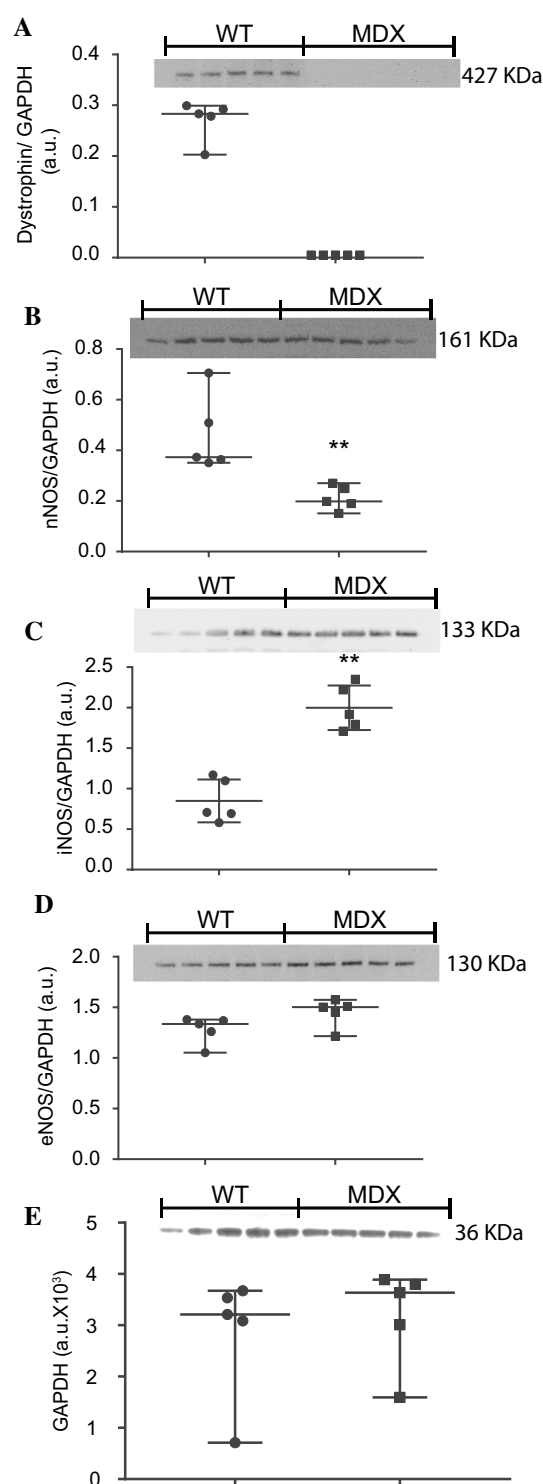 A
WT MDX
427 KDa
Dystrophin/ GAPDH
(a.u.)
0.4
0.3
0.2
0.1
0.0
B
WT MDX
161 KDa
nNOS/GAPDH (a.u.)
0.8
0.6
0.4
0.2
0.0
**
C
WT MDX
133 KDa
iNOS/GAPDH (a.u.)
2.5
2.0
1.5
1.0
0.5
0.0
**
D
WT MDX
130 KDa
eNOS/GAPDH (a.u.)
2.0
1.5
1.0
0.5
0.0
E
WT MDX
36 KDa
GAPDH (a.u.X10³)
5
4
3
2
1
0